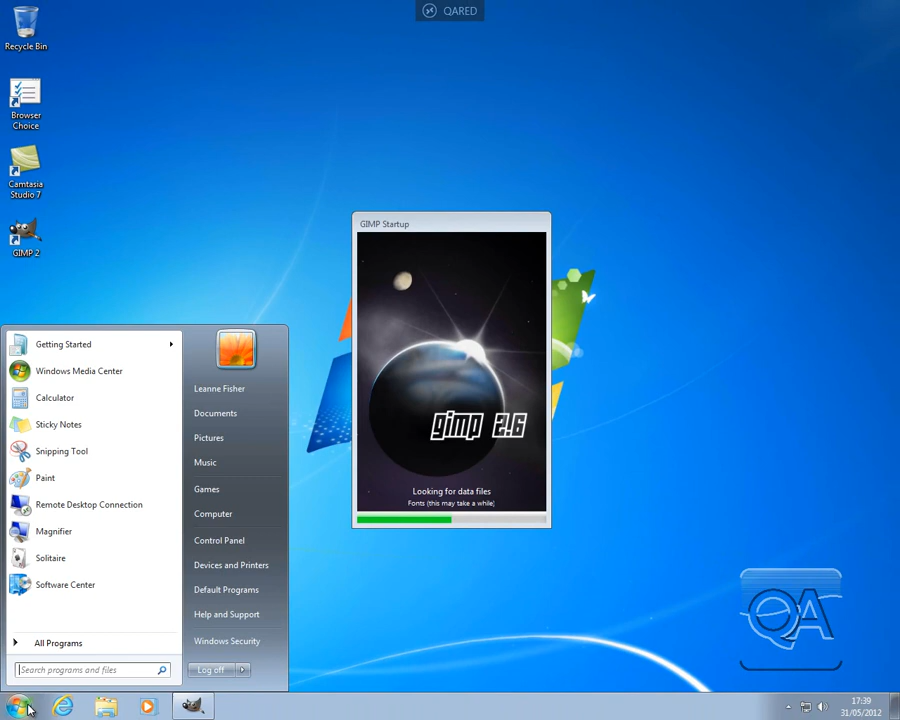 QARED
Recycle Bin
Browser
Choice
Camtasia
Studio 7
GIMP 2
GIMP Startup
gimp 2.6
Looking for data files
Fonts (this may take a while)
Getting Started
Windows Media Center
Calculator
Sticky Notes
Snipping Tool
Paint
Remote Desktop Connection
Magnifier
Solitaire
Software Center
All Programs
Search programs and files
Leanne Fisher
Documents
Pictures
Music
Games
Computer
Control Panel
Devices and Printers
Default Programs
Help and Support
Windows Security
Log off
QA
17:39
31/05/2012